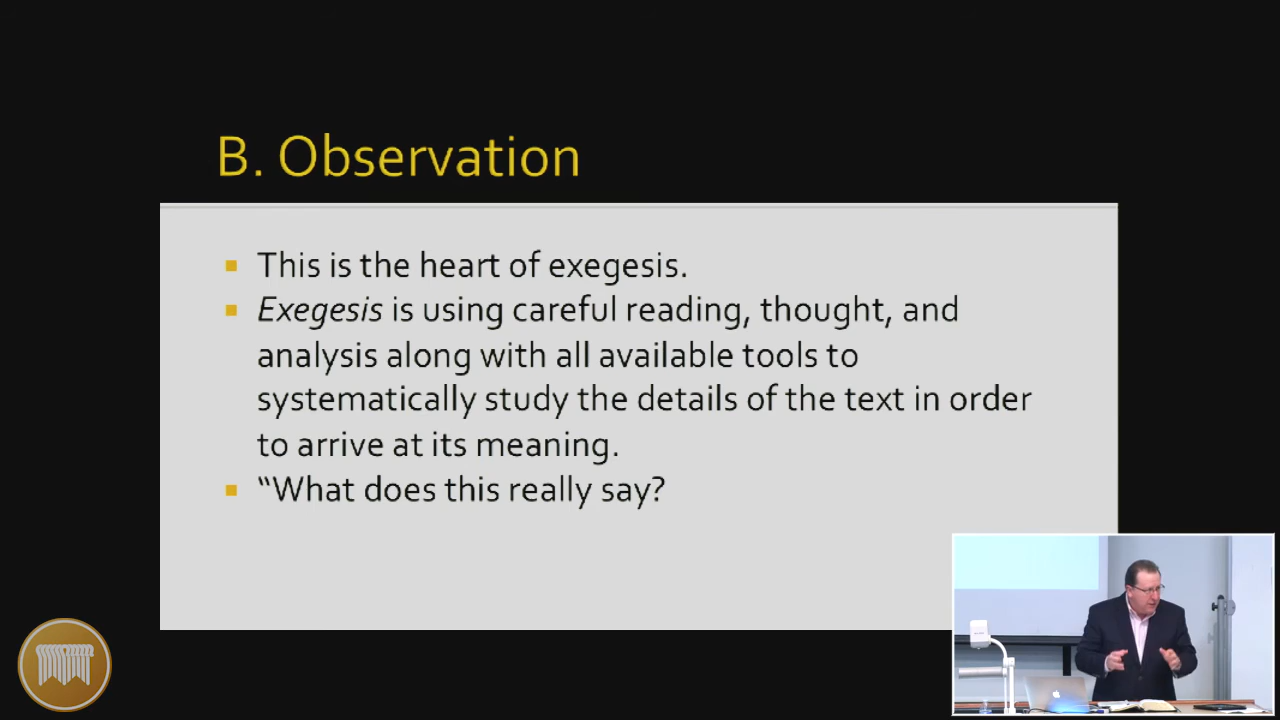 B. Observation
This is the heart of exegesis.
Exegesis is using careful reading, thought, and
analysis along with all available tools to
systematically study the details of the text in order
to arrive at its meaning.
“What does this really say?